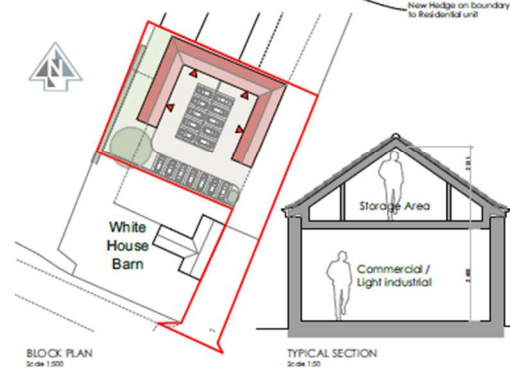 New Hedge on boundary
to Residential unit
N
White
House
Barn
Storage Area
Commercial /
Light industrial
BLOCK PLAN
Scale 1:500
TYPICAL SECTION
Scale 1:50